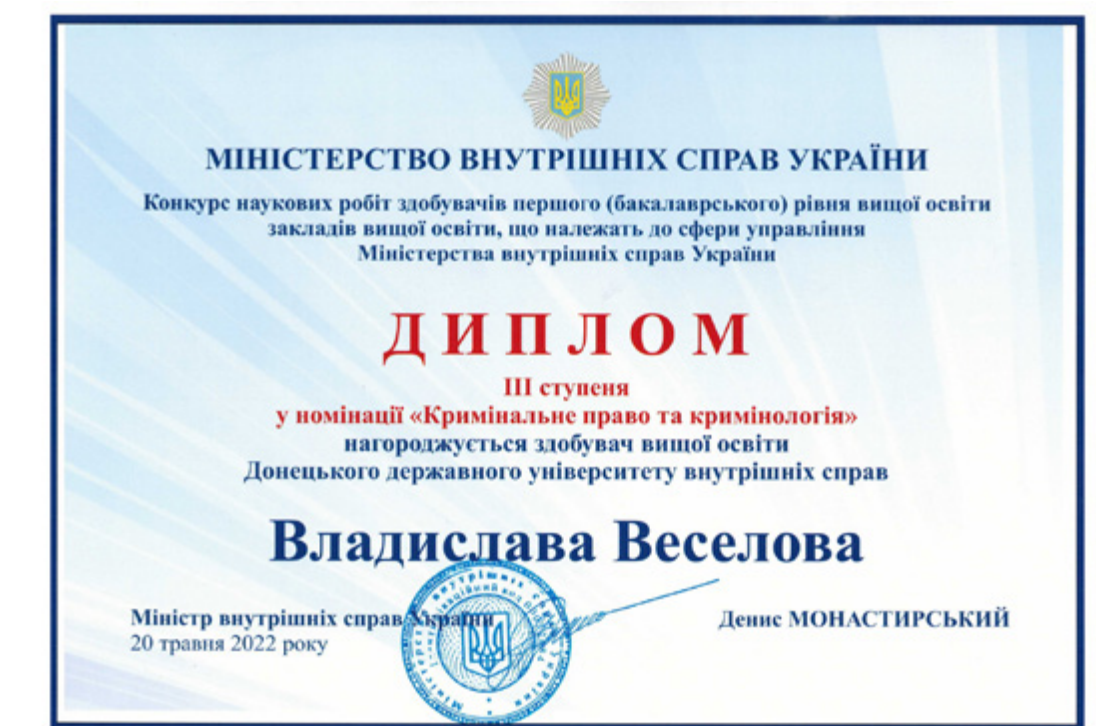 МІНІСТЕРСТВО ВНУТРІШНІХ СПРАВ УКРАЇНИ
Конкурс наукових робіт здобувачів першого (бакалаврського) рівня вищої освіти
закладів вищої освіти, що належать до сфери управління
Міністерства внутрішніх справ України
ДИПЛОМ
ІІІ ступеня
у номінації «Кримінальне право та кримінологія»
нагороджується здобувач вищої освіти
Донецького державного університету внутрішніх справ
Владислава Веселова
Міністр внутрішніх справ України
Денис МОНАСТИРСЬКИЙ
20 травня 2022 року